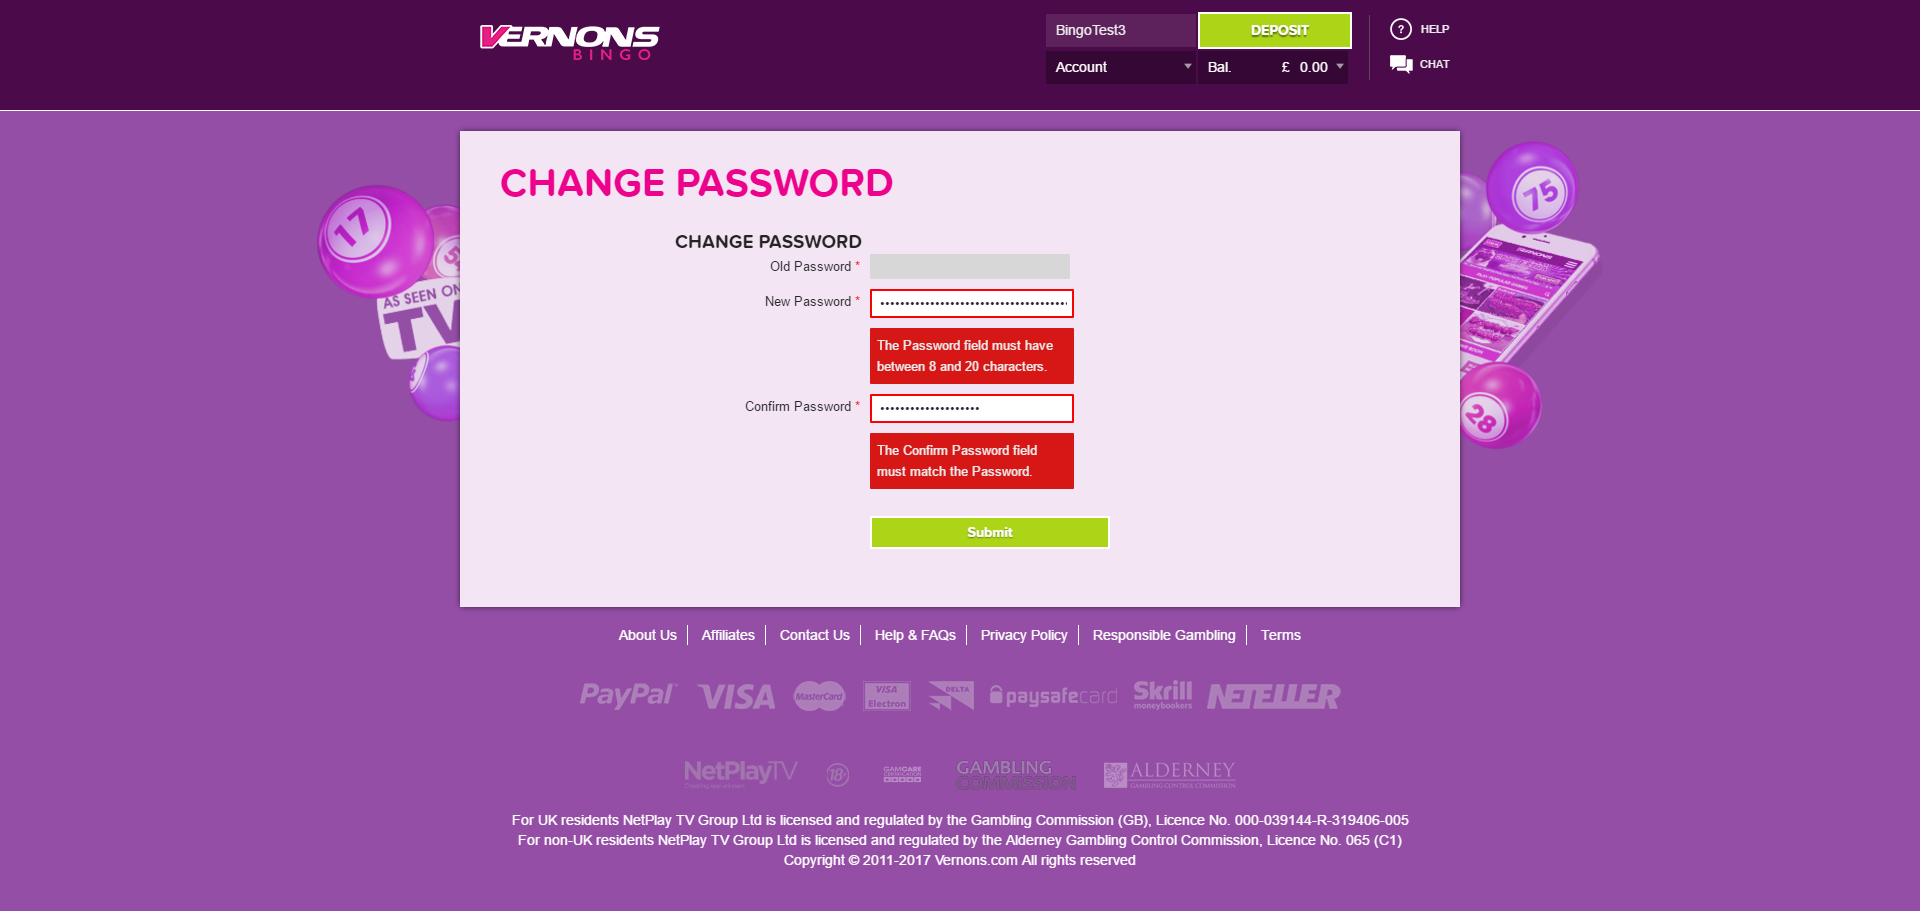 VERNONS
BINGO
BingoTest3
DEPOSIT
Account
Bal. £ 0.00
? HELP
CHAT
17
AS SEEN ON
TV
75
28
CHANGE PASSWORD
CHANGE PASSWORD
Old Password *
New Password *
The Password field must have
between 8 and 20 characters.
Confirm Password *
The Confirm Password field
must match the Password.
Submit
About Us
Affiliates
Contact Us
Help & FAQs
Privacy Policy
Responsible Gambling
Terms
PayPal
VISA
MasterCard
VISA
Electron
DELTA
paysafecard
Skrill
moneybookers
NETELLER
NetPlayTV
18+
GAMCARE
CERTIFICATION
GAMBLING
COMMISSION
ALDERNEY
GAMBLING CONTROL COMMISSION
For UK residents NetPlay TV Group Ltd is licensed and regulated by the Gambling Commission (GB), Licence No. 000-039144-R-319406-005
For non-UK residents NetPlay TV Group Ltd is licensed and regulated by the Alderney Gambling Control Commission, Licence No. 065 (C1)
Copyright © 2011-2017 Vernons.com All rights reserved